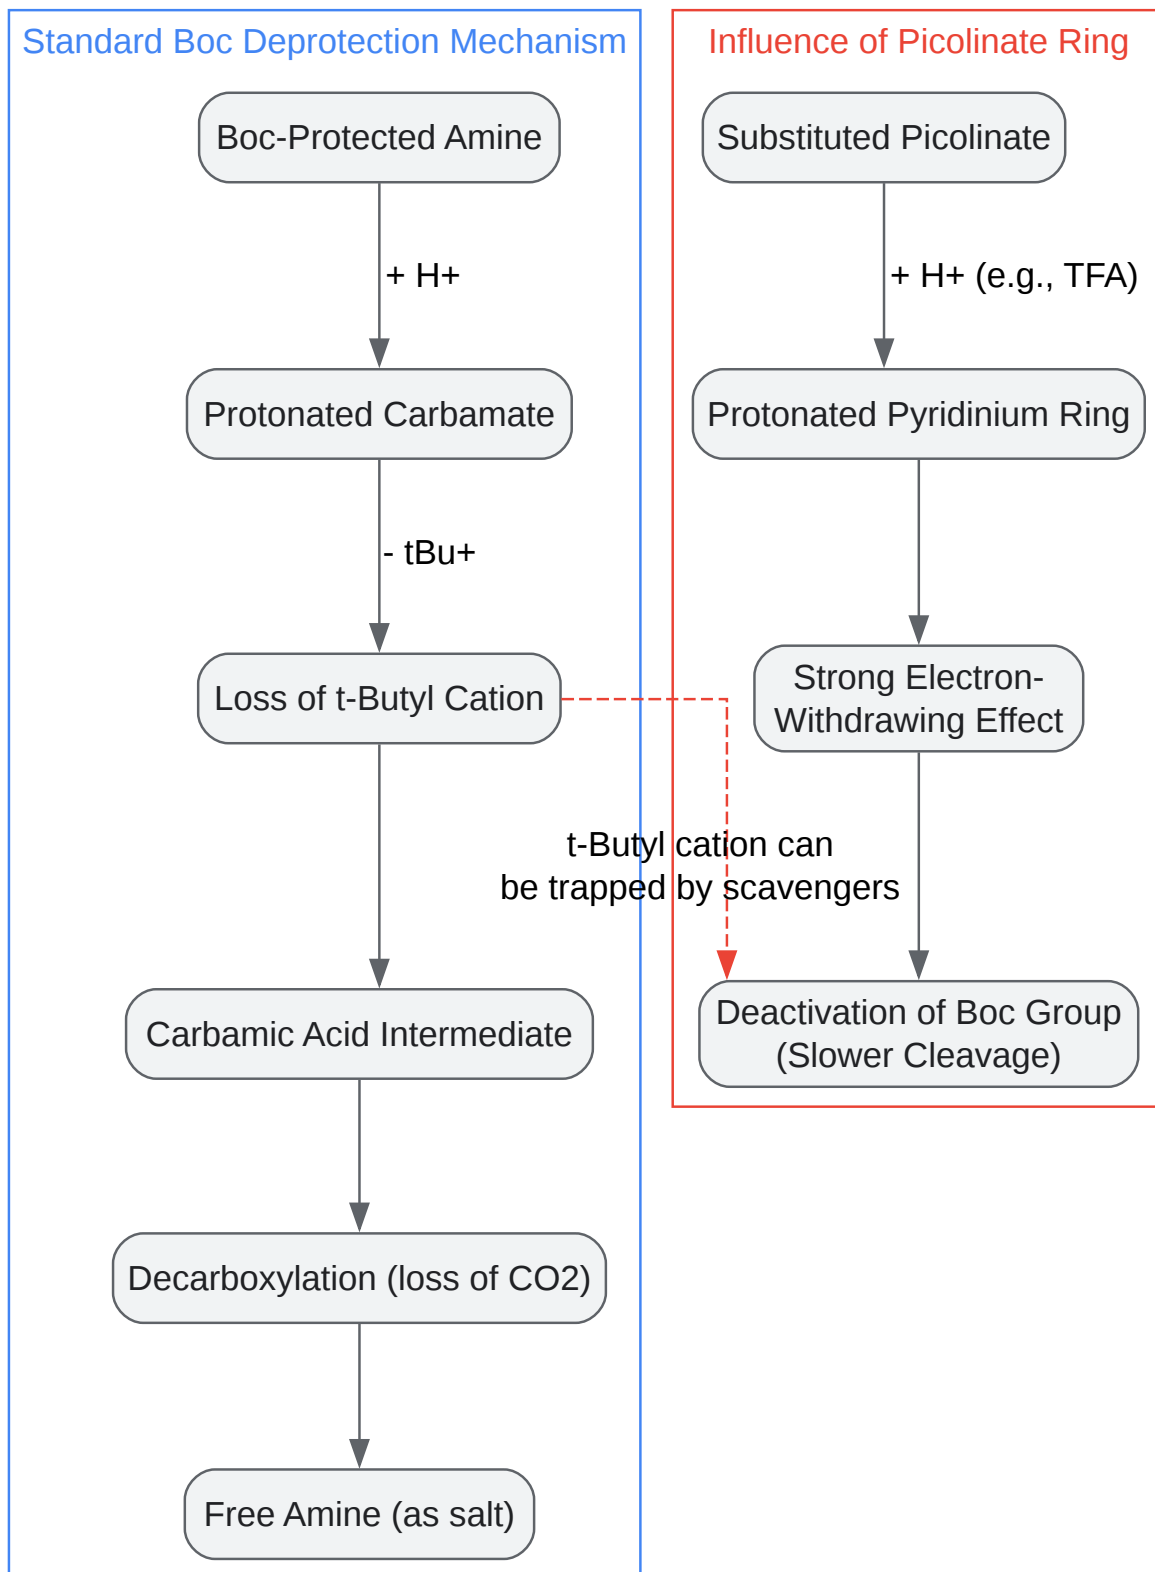 Standard Boc Deprotection Mechanism
Boc-Protected Amine
+ H+
Protonated Carbamate
- tBu+
Loss of t-Butyl Cation
t-Butyl cation can
be trapped by scavengers
Carbamic Acid Intermediate
Decarboxylation (loss of CO2)
Free Amine (as salt)
Influence of Picolinate Ring
Substituted Picolinate
+ H+ (e.g., TFA)
Protonated Pyridinium Ring
Strong Electron-
Withdrawing Effect
Deactivation of Boc Group
(Slower Cleavage)